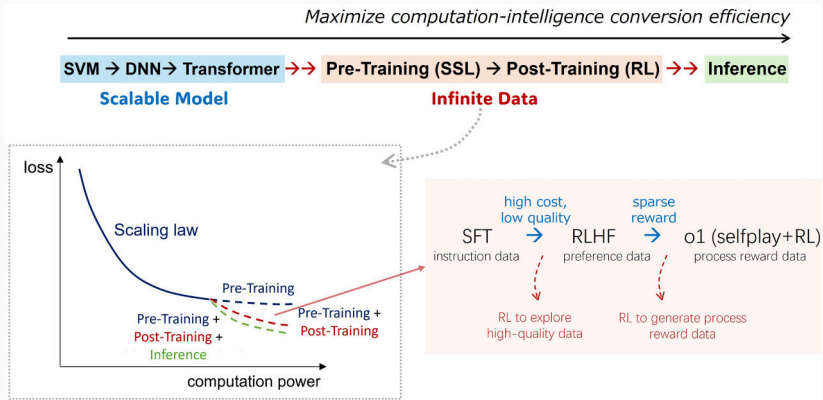 Maximize computation-intelligence conversion efficiency
SVM → DNN→ Transformer →→ Pre-Training (SSL) → Post-Training (RL) →→ Inference
Scalable Model
Infinite Data
loss
Scaling law
Pre-Training
Pre-Training +
Post-Training +
Inference
Pre-Training +
Post-Training
computation power
high cost,
low quality
sparse
reward
SFT → RLHF → o1 (selfplay+RL)
instruction data preference data process reward data
RL to explore
high-quality data
RL to generate process
reward data